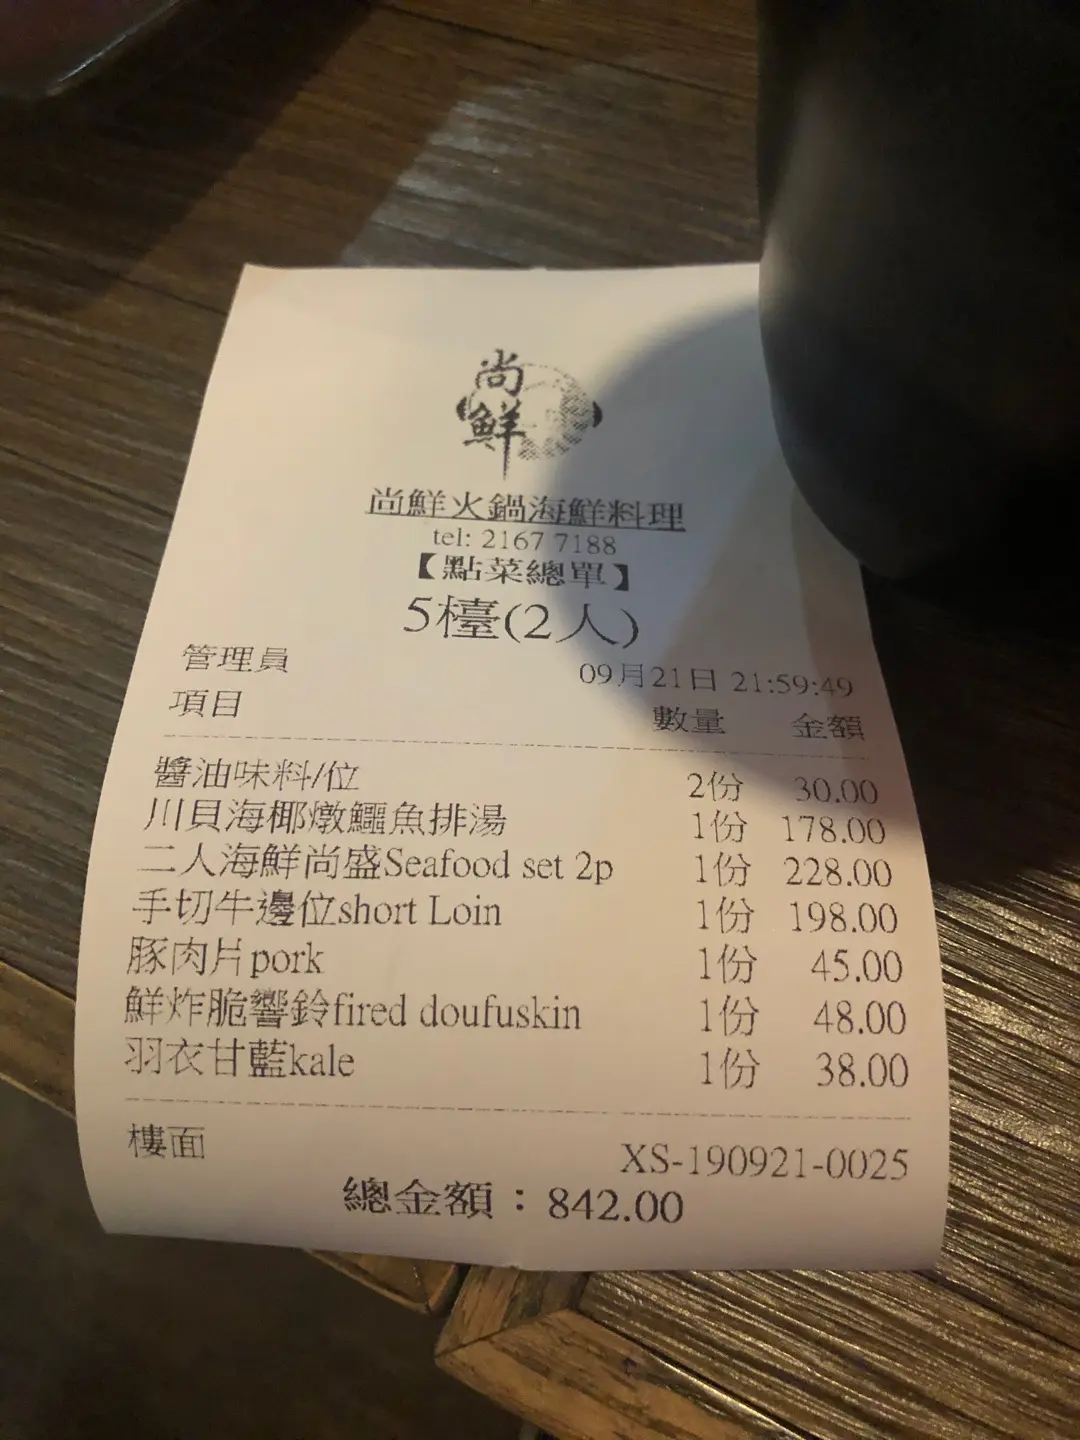 尚
鮮
尚鮮火鍋海鮮料理
tel: 2167 7188
【點菜總單】
5檯(2人)
管理員 09月21日 21:59:49
項目 數量 金額
醬油味料/位 2份 30.00
川貝海椰燉鱷魚排湯 1份 178.00
二人海鮮尚盛Seafood set 2p 1份 228.00
手切牛邊位short Loin 1份 198.00
豚肉片pork 1份 45.00
鮮炸脆響鈴fired doufuskin 1份 48.00
羽衣甘藍kale 1份 38.00
樓面 XS-190921-0025
總金額：842.00